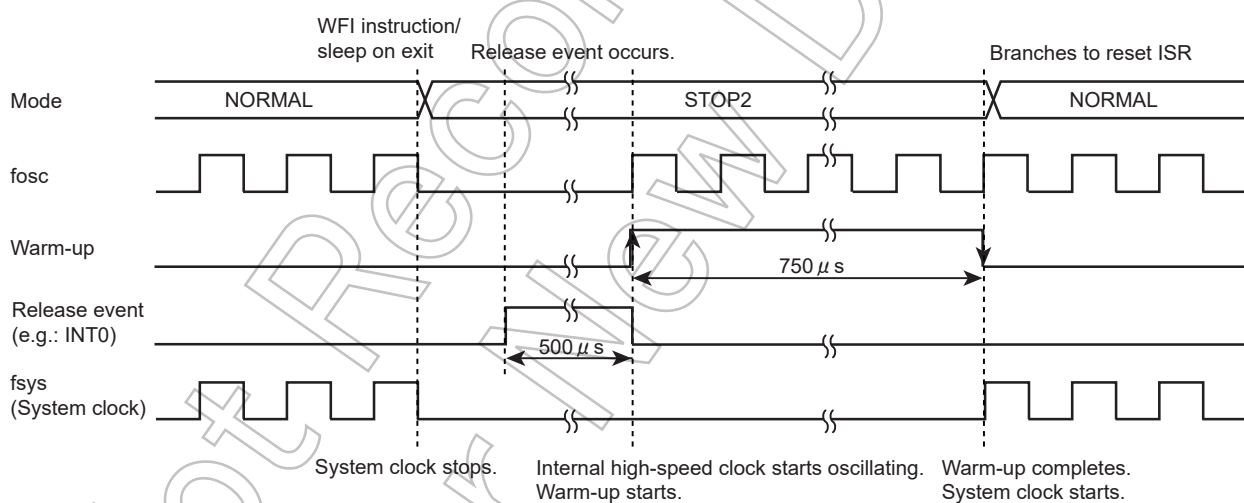 WFI instruction/
sleep on exit
Release event occurs.
Branches to reset ISR
Mode
NORMAL
STOP2
NORMAL
fosc
Warm-up
750 μ s
Release event
(e.g.: INT0)
500 μ s
fsys
(System clock)
System clock stops.
Internal high-speed clock starts oscillating.
Warm-up starts.
Warm-up completes.
System clock starts.